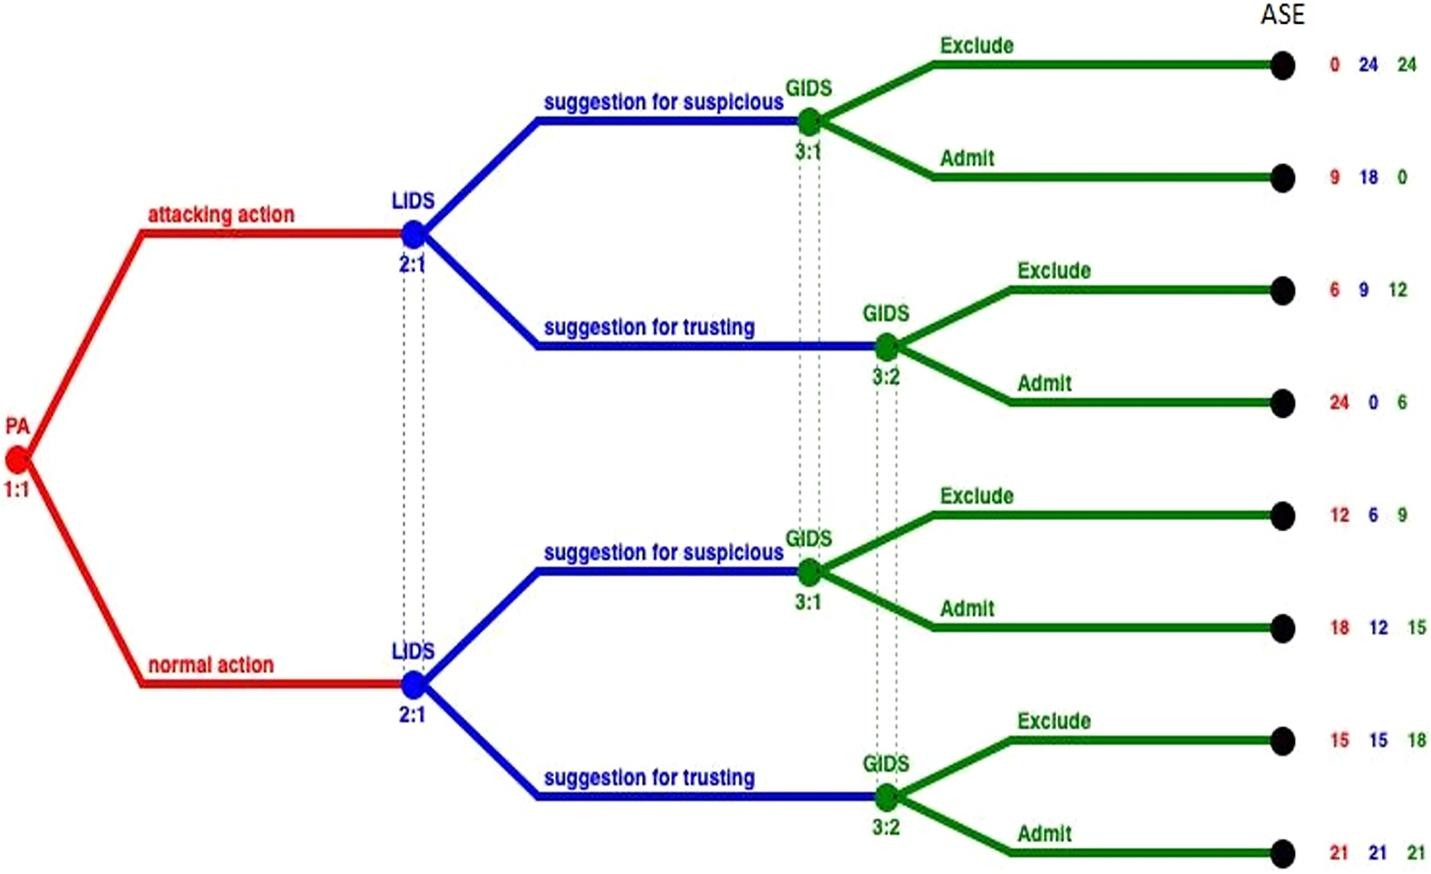 ASE
Exclude
0 24 24
GIDS
suggestion for suspicious
3:1
Admit
9 18 0
LIDS
attacking action
2:1
Exclude
6 9 12
GIDS
suggestion for trusting
3:2
Admit
24 0 6
PA
1:1
Exclude
12 6 9
GIDS
suggestion for suspicious
3:1
Admit
18 12 15
LIDS
normal action
2:1
Exclude
15 15 18
GIDS
suggestion for trusting
3:2
Admit
21 21 21